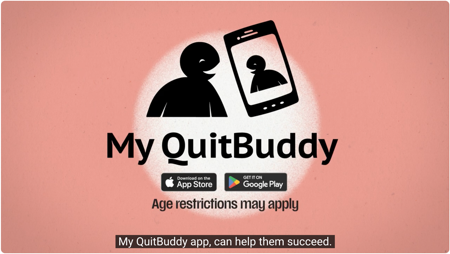 My QuitBuddy
Download on the
App Store
GET IT ON
Google Play
Age restrictions may apply
My QuitBuddy app, can help them succeed.